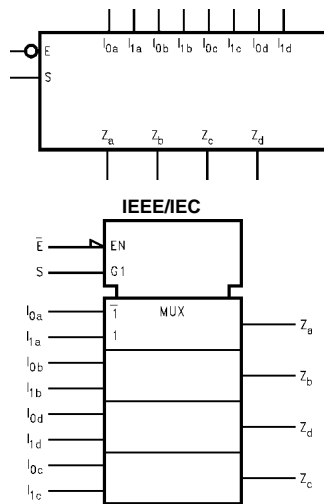 I0a I1a I0b I1b I0c I1c I0d I1d
E
S
Za Zb Zc Zd
IEEE/IEC
E̅ EN
S G1
I0a 1̅ MUX
Za
I1a 1
I0b
Zb
I1b
I0d
Zd
I1d
I0c
Zc
I1c